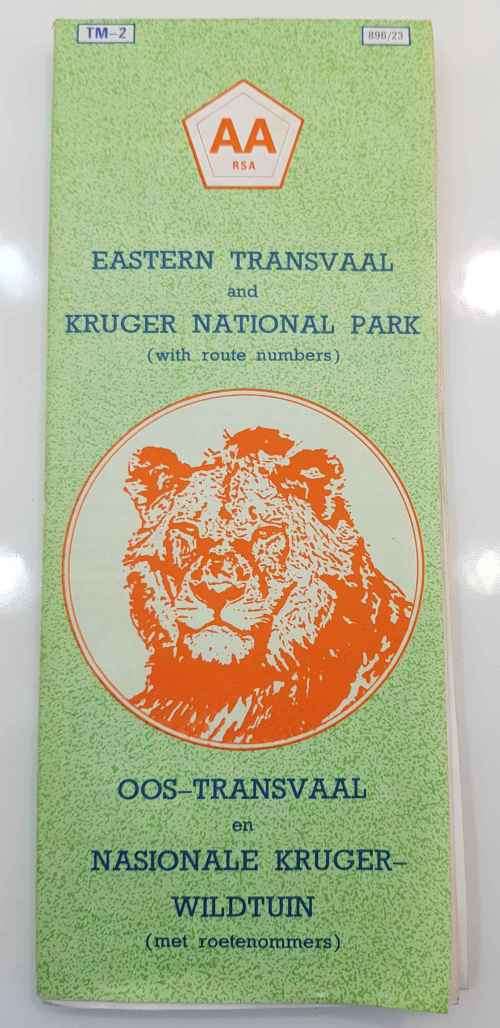 TM-2
896/23
AA
RSA
EASTERN TRANSVAAL
and
KRUGER NATIONAL PARK
(with route numbers)
OOS-TRANSVAAL
en
NASIONALE KRUGER-
WILDTUIN
(met roetenommers)